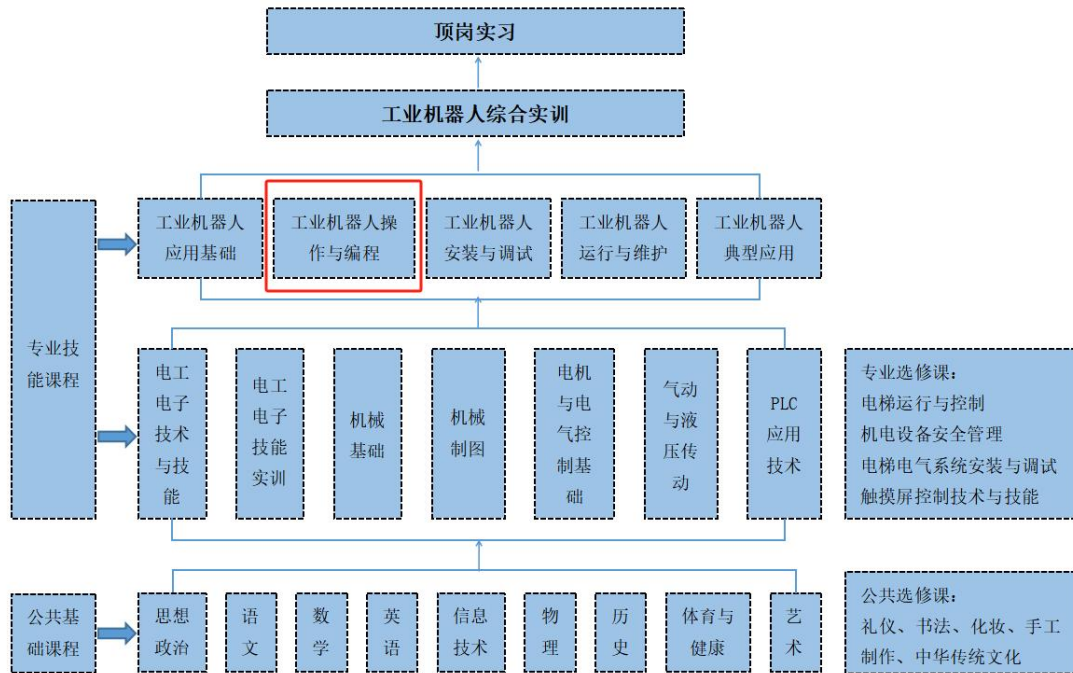 顶岗实习
工业机器人综合实训
工业机器人
应用基础
工业机器人操
作与编程
工业机器人
安装与调试
工业机器人
运行与维护
工业机器人
典型应用
专业技
能课程
电工
电子
技术
与技
能
电工
电子
技能
实训
机械
基础
机械
制图
电机
与电
气控
制基
础
气动
与液
压传
动
PLC
应用
技术
专业选修课:
电梯运行与控制
机电设备安全管理
电梯电气系统安装与调试
触摸屏控制技术与技能
公共基
础课程
思想
政治
语
文
数
学
英
语
信息
技术
物
理
历
史
体育与
健康
艺
术
公共选修课:
礼仪、书法、化妆、手工
制作、中华传统文化